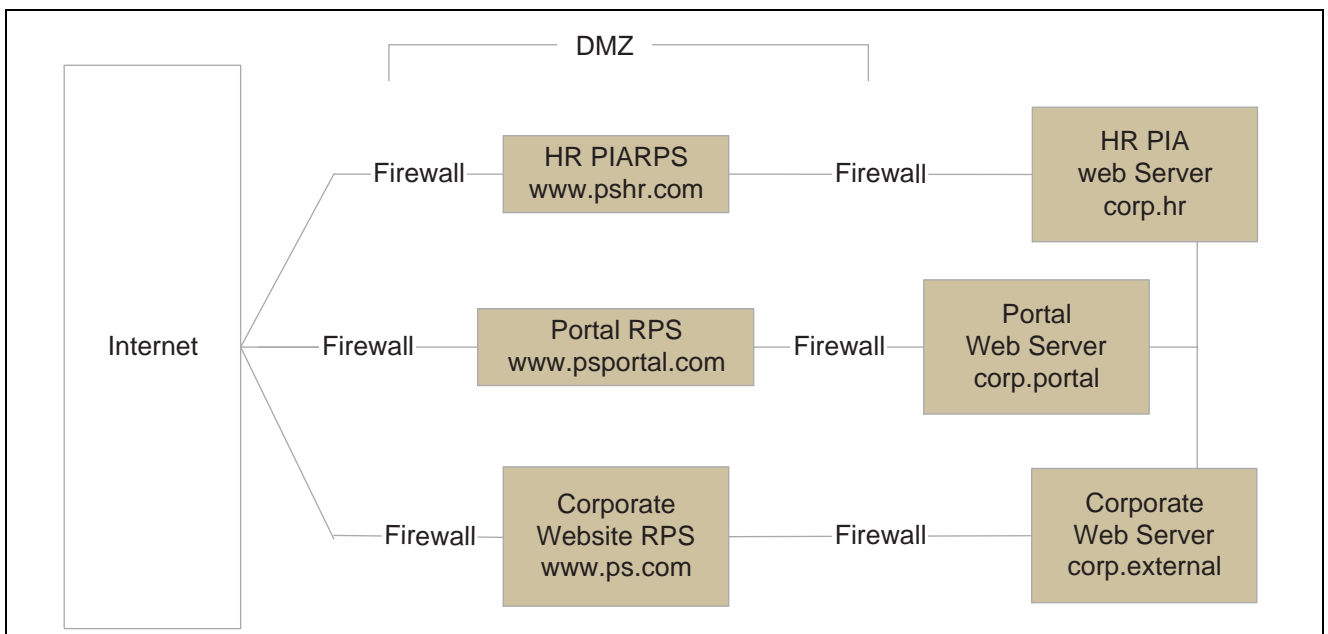 DMZ
Internet
Firewall
HR PIARPS
www.pshr.com
Firewall
HR PIA
web Server
corp.hr
Firewall
Portal RPS
www.psportal.com
Firewall
Portal
Web Server
corp.portal
Firewall
Corporate
Website RPS
www.ps.com
Firewall
Corporate
Web Server
corp.external